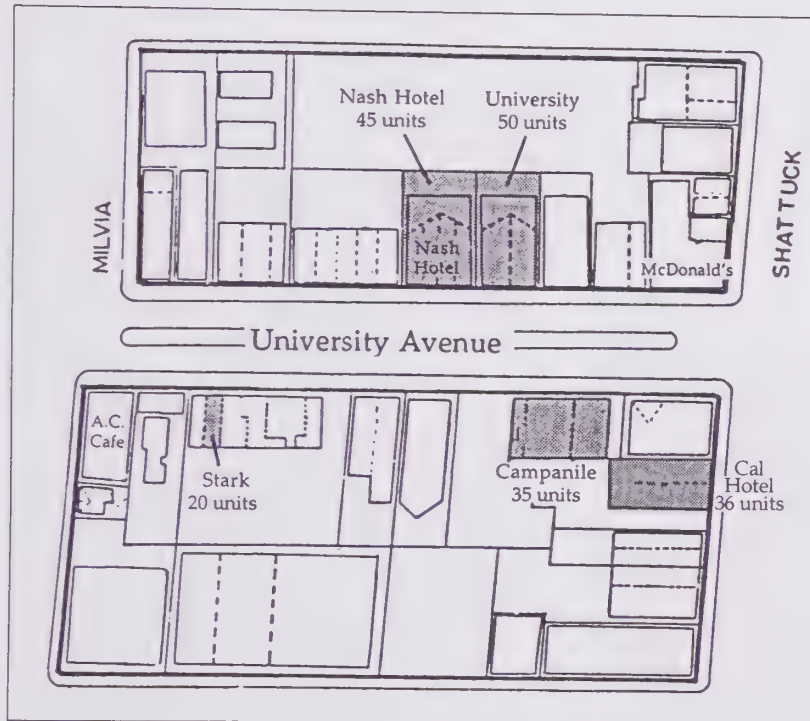 Nash Hotel
45 units
University
50 units
MILVIA
Nash
Hotel
McDonald's
SHATTUCK
University Avenue
A.C.
Cafe
Stark
20 units
Campanile
35 units
Cal
Hotel
36 units